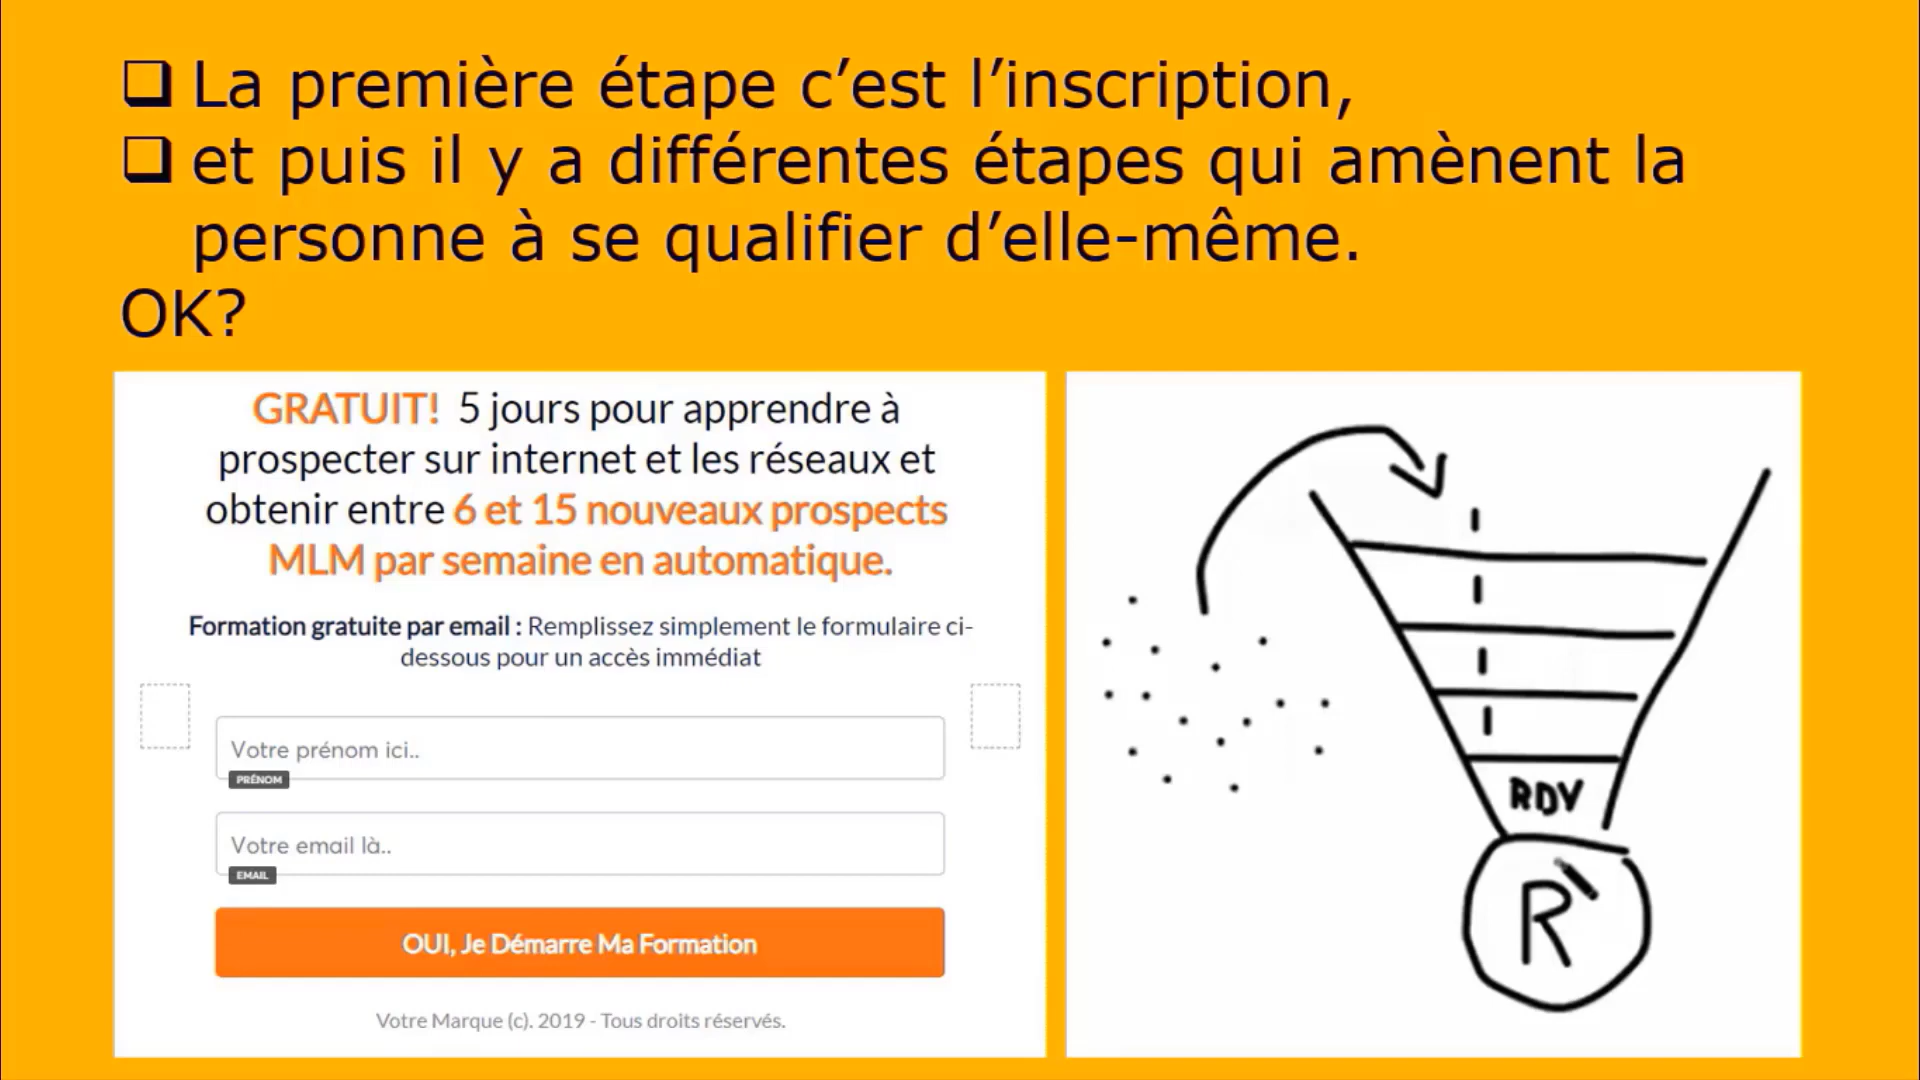 ❑ La première étape c’est l’inscription,
❑ et puis il y a différentes étapes qui amènent la
personne à se qualifier d’elle-même.
OK?
GRATUIT! 5 jours pour apprendre à
prospecter sur internet et les réseaux et
obtenir entre 6 et 15 nouveaux prospects
MLM par semaine en automatique.
Formation gratuite par email : Remplissez simplement le formulaire ci-
dessous pour un accès immédiat
Votre prénom ici..
PRÉNOM
Votre email là..
EMAIL
OUI, Je Démarre Ma Formation
Votre Marque (c). 2019 - Tous droits réservés.
RDV
R